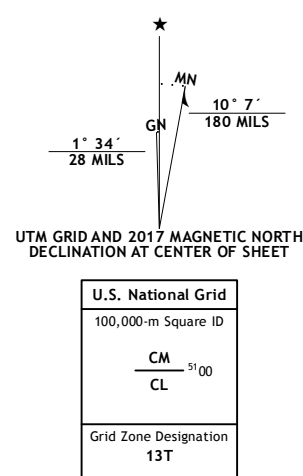 ★
MN
GN
1° 34´
28 MILS
10° 7´
180 MILS
UTM GRID AND 2017 MAGNETIC NORTH
DECLINATION AT CENTER OF SHEET
U.S. National Grid
100,000-m Square ID
CM
5100
CL
Grid Zone Designation
13T